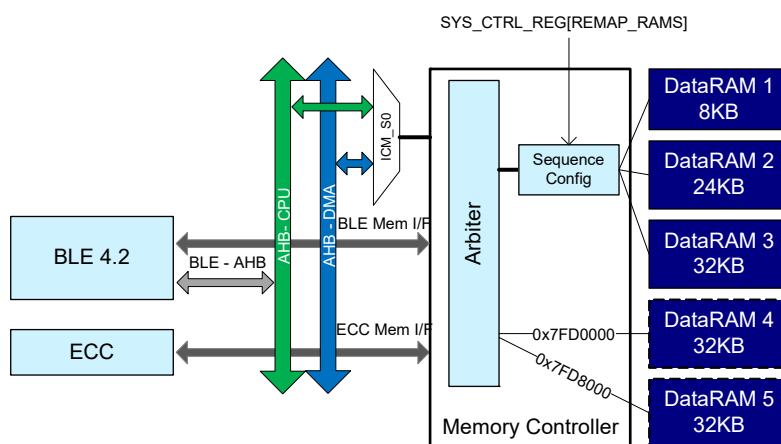 SYS_CTRL_REG[REMAP_RAMS]
DataRAM 1
8KB
ICM_S0
Sequence
Config
DataRAM 2
24KB
AHB- CPU
AHB - DMA
Arbiter
BLE Mem I/F
BLE 4.2
BLE - AHB
DataRAM 3
32KB
ECC Mem I/F
ECC
0x7FD0000
DataRAM 4
32KB
0x7FD8000
DataRAM 5
32KB
Memory Controller